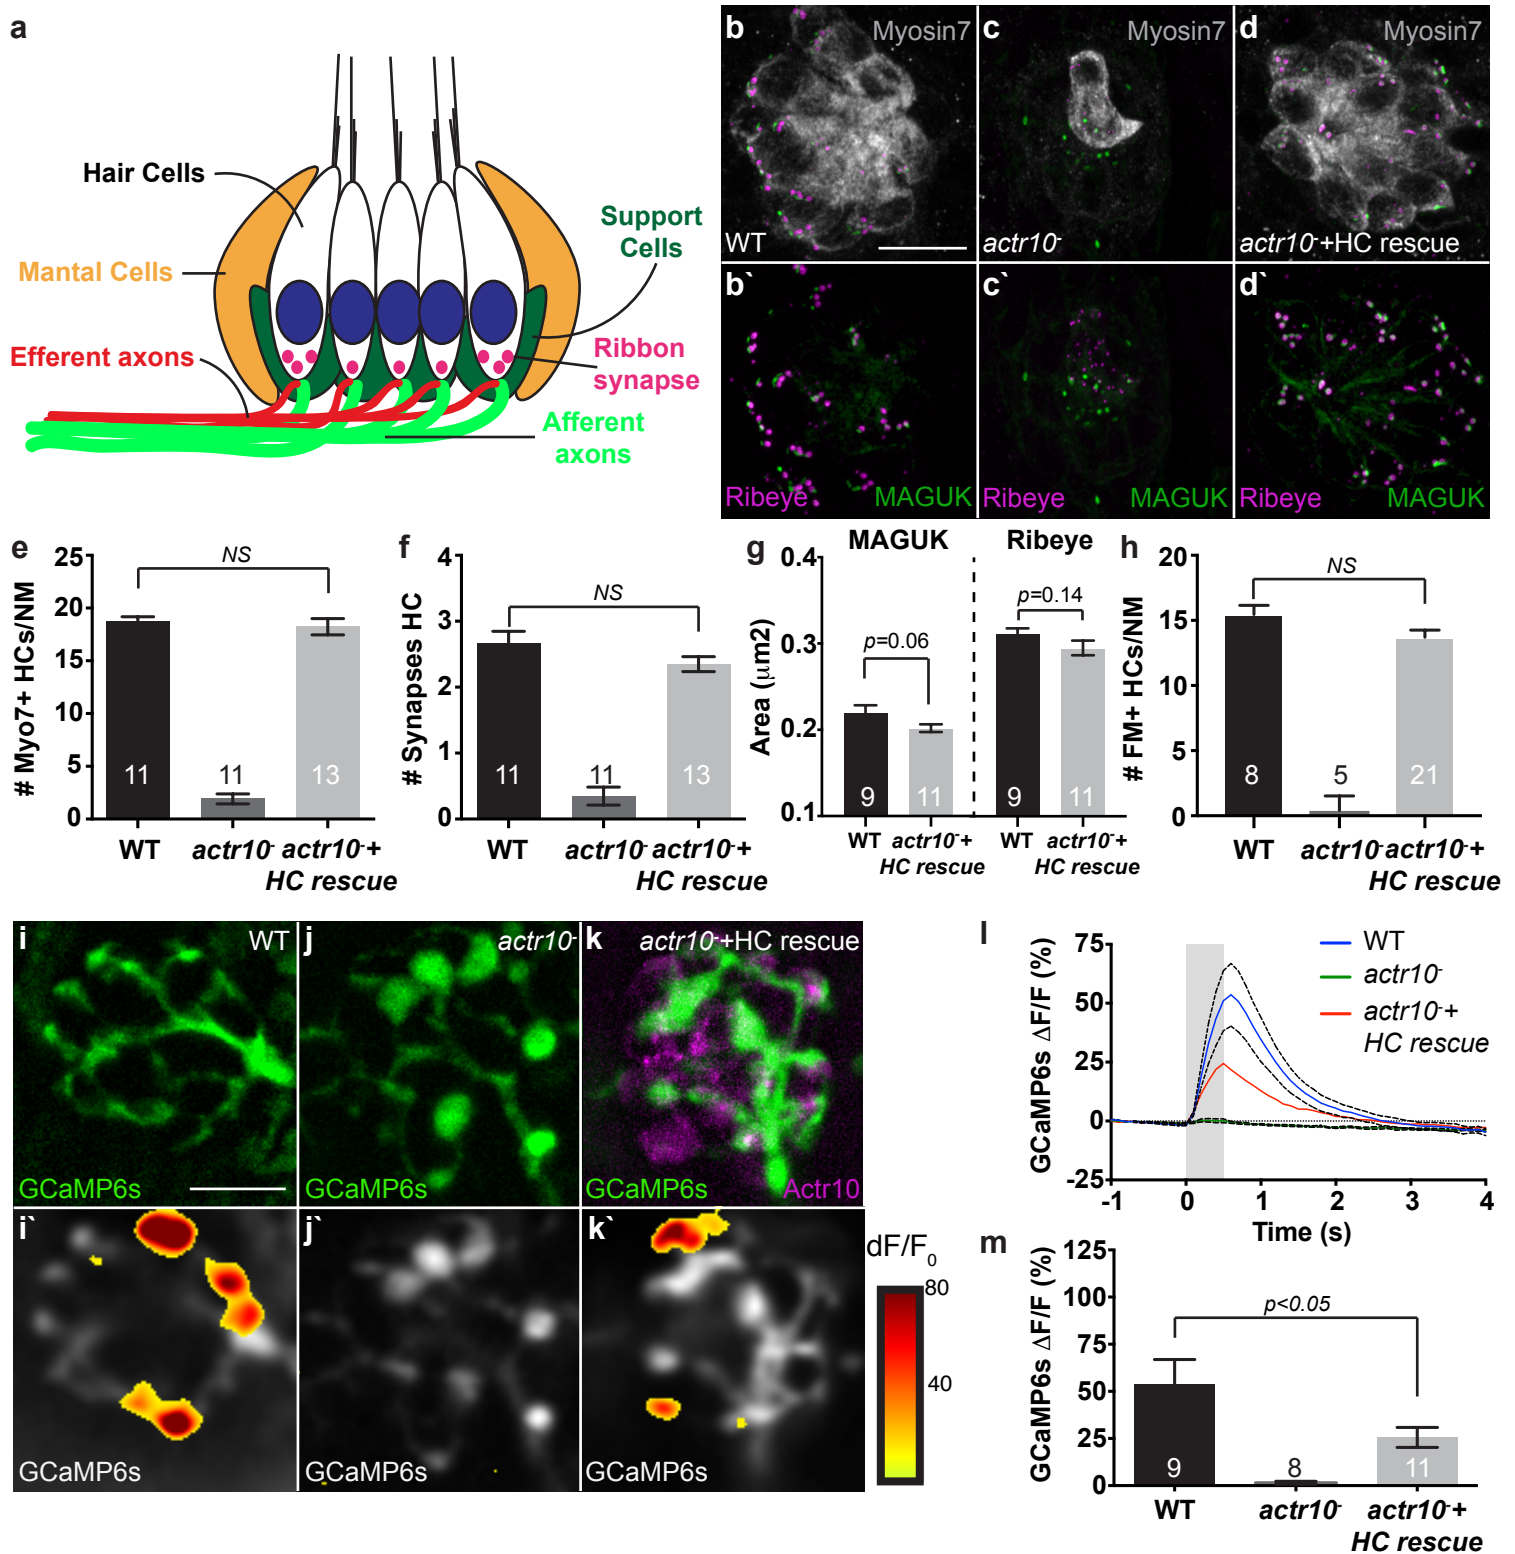 a
Hair Cells
Mantal Cells
Efferent axons
Support
Cells
Ribbon
synapse
Afferent
axons
b Myosin7
WT
c Myosin7
actr10-
d Myosin7
actr10-+HC rescue
b`
Ribeye MAGUK
c`
Ribeye MAGUK
d`
Ribeye MAGUK
e
# Myo7+ HCs/NM
25
20
15
10
5
0
NS
11 11 13
WT actr10- actr10-+
HC rescue
f
# Synapses HC
4
3
2
1
0
NS
11 11 13
WT actr10- actr10-+
HC rescue
g
MAGUK Ribeye
Area (μm2)
0.4
0.3
0.2
0.1
p=0.06
p=0.14
9 11 9 11
WT actr10-+ WT actr10-+
HC rescue HC rescue
h
# FM+ HCs/NM
20
15
10
5
0
NS
8 5 21
WT actr10- actr10-+
HC rescue
i WT
GCaMP6s
j actr10-
GCaMP6s
k actr10-+HC rescue
GCaMP6s Actr10
i`
GCaMP6s
j`
GCaMP6s
k`
GCaMP6s
dF/F0
80
40
l
GCaMP6s ΔF/F (%)
75
50
25
0
-25
WT
actr10-
actr10-+
HC rescue
-1 0 1 2 3 4
Time (s)
m
GCaMP6s ΔF/F (%)
125
100
75
50
25
0
p<0.05
9 8 11
WT actr10- actr10-+
HC rescue